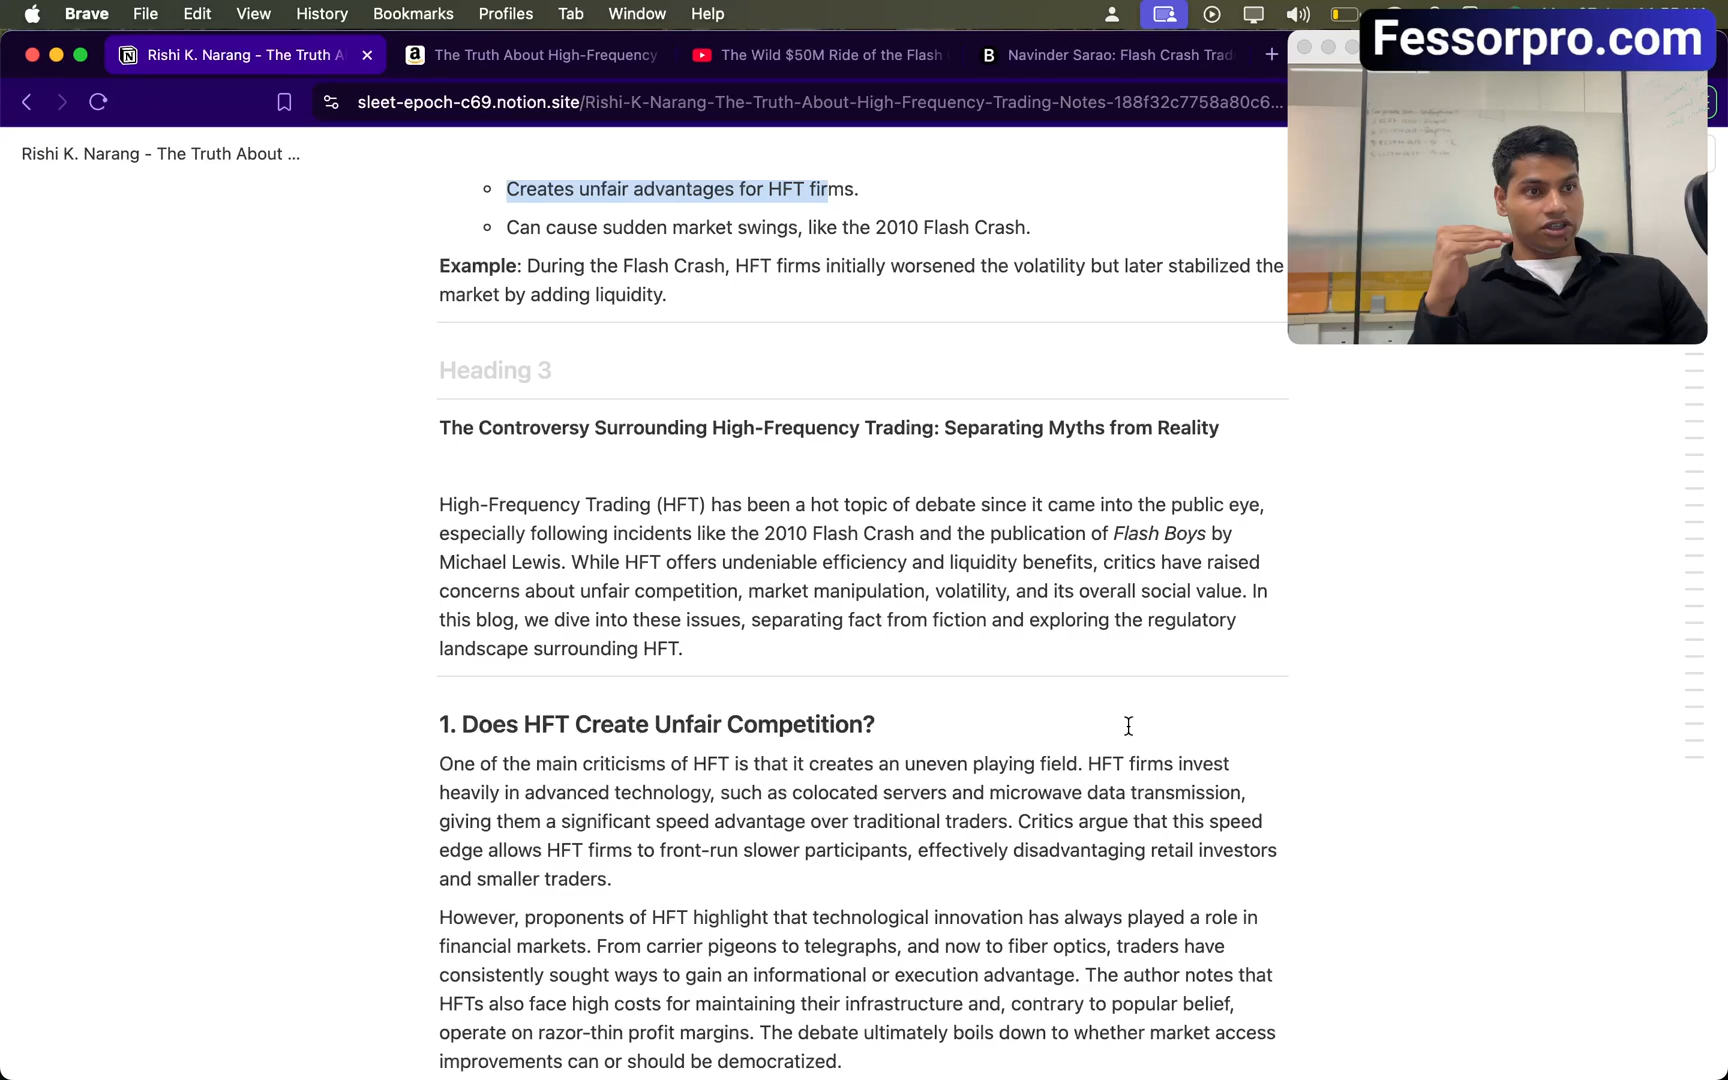 Brave File Edit View History Bookmarks Profiles Tab Window Help
Fessorpro.com
Rishi K. Narang - The Truth A
The Truth About High-Frequency
The Wild $50M Ride of the Flash
Navinder Sarao: Flash Crash Trad
sleet-epoch-c69.notion.site/Rishi-K-Narang-The-Truth-About-High-Frequency-Trading-Notes-188f32c7758a80c6...
Rishi K. Narang - The Truth About ...
Creates unfair advantages for HFT firms.
Can cause sudden market swings, like the 2010 Flash Crash.
Example: During the Flash Crash, HFT firms initially worsened the volatility but later stabilized the
market by adding liquidity.
Heading 3
The Controversy Surrounding High-Frequency Trading: Separating Myths from Reality
High-Frequency Trading (HFT) has been a hot topic of debate since it came into the public eye,
especially following incidents like the 2010 Flash Crash and the publication of Flash Boys by
Michael Lewis. While HFT offers undeniable efficiency and liquidity benefits, critics have raised
concerns about unfair competition, market manipulation, volatility, and its overall social value. In
this blog, we dive into these issues, separating fact from fiction and exploring the regulatory
landscape surrounding HFT.
1. Does HFT Create Unfair Competition?
One of the main criticisms of HFT is that it creates an uneven playing field. HFT firms invest
heavily in advanced technology, such as colocated servers and microwave data transmission,
giving them a significant speed advantage over traditional traders. Critics argue that this speed
edge allows HFT firms to front-run slower participants, effectively disadvantaging retail investors
and smaller traders.
However, proponents of HFT highlight that technological innovation has always played a role in
financial markets. From carrier pigeons to telegraphs, and now to fiber optics, traders have
consistently sought ways to gain an informational or execution advantage. The author notes that
HFTs also face high costs for maintaining their infrastructure and, contrary to popular belief,
operate on razor-thin profit margins. The debate ultimately boils down to whether market access
improvements can or should be democratized.